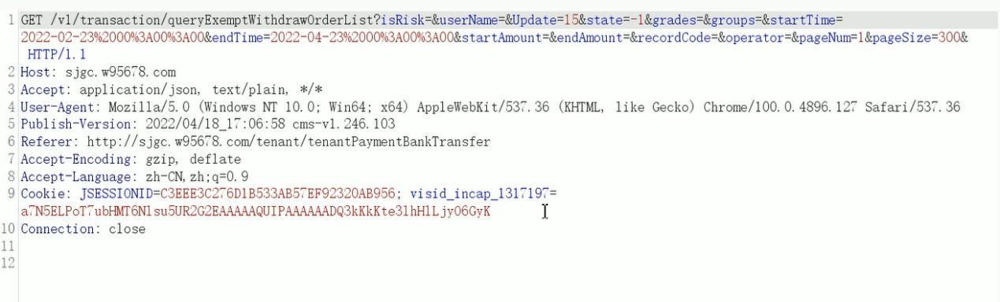 1 GET /v1/transaction/queryExemptWithdrawOrderList?isRisk=&userName=&Update=15&state=-1&grades=&groups=&startTime=
2022-02-23%2000%3A00%3A00&endTime=2022-04-23%2000%3A00%3A00&startAmount=&endAmount=&recordCode=&operator=&pageNum=1&pageSize=300&
HTTP/1.1
2 Host: sjgc.w95678.com
3 Accept: application/json, text/plain, */*
4 User-Agent: Mozilla/5.0 (Windows NT 10.0; Win64; x64) AppleWebKit/537.36 (KHTML, like Gecko) Chrome/100.0.4896.127 Safari/537.36
5 Publish-Version: 2022/04/18_17:06:58 cms-v1.246.103
6 Referer: http://sjgc.w95678.com/tenant/tenantPaymentBankTransfer
7 Accept-Encoding: gzip, deflate
8 Accept-Language: zh-CN,zh;q=0.9
9 Cookie: JSESSIONID=C3EEE3C276D1B533AB57EF92320AB956; visid_incap_1317197=
a7N5ELPoT7ubHMT6N1su5UR2G2EAAAAAQUIPAAAAAADQ3kKkKte31hHlLjy06GyK
10 Connection: close
11
12